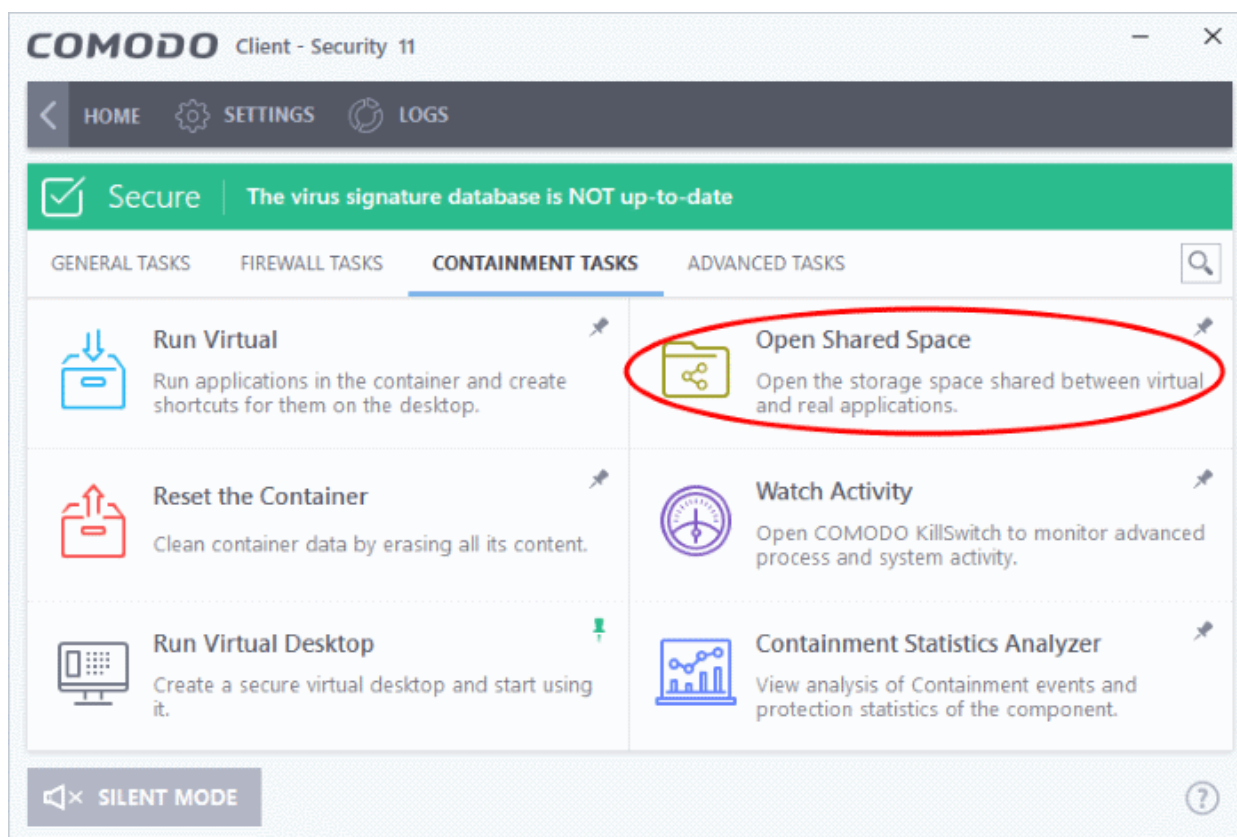 COMODO Client - Security 11
HOME SETTINGS LOGS
Secure The virus signature database is NOT up-to-date
GENERAL TASKS FIREWALL TASKS CONTAINMENT TASKS ADVANCED TASKS
Run Virtual
Run applications in the container and create
shortcuts for them on the desktop.
Open Shared Space
Open the storage space shared between virtual
and real applications.
Reset the Container
Clean container data by erasing all its content.
Watch Activity
Open COMODO KillSwitch to monitor advanced
process and system activity.
Run Virtual Desktop
Create a secure virtual desktop and start using
it.
Containment Statistics Analyzer
View analysis of Containment events and
protection statistics of the component.
SILENT MODE
?